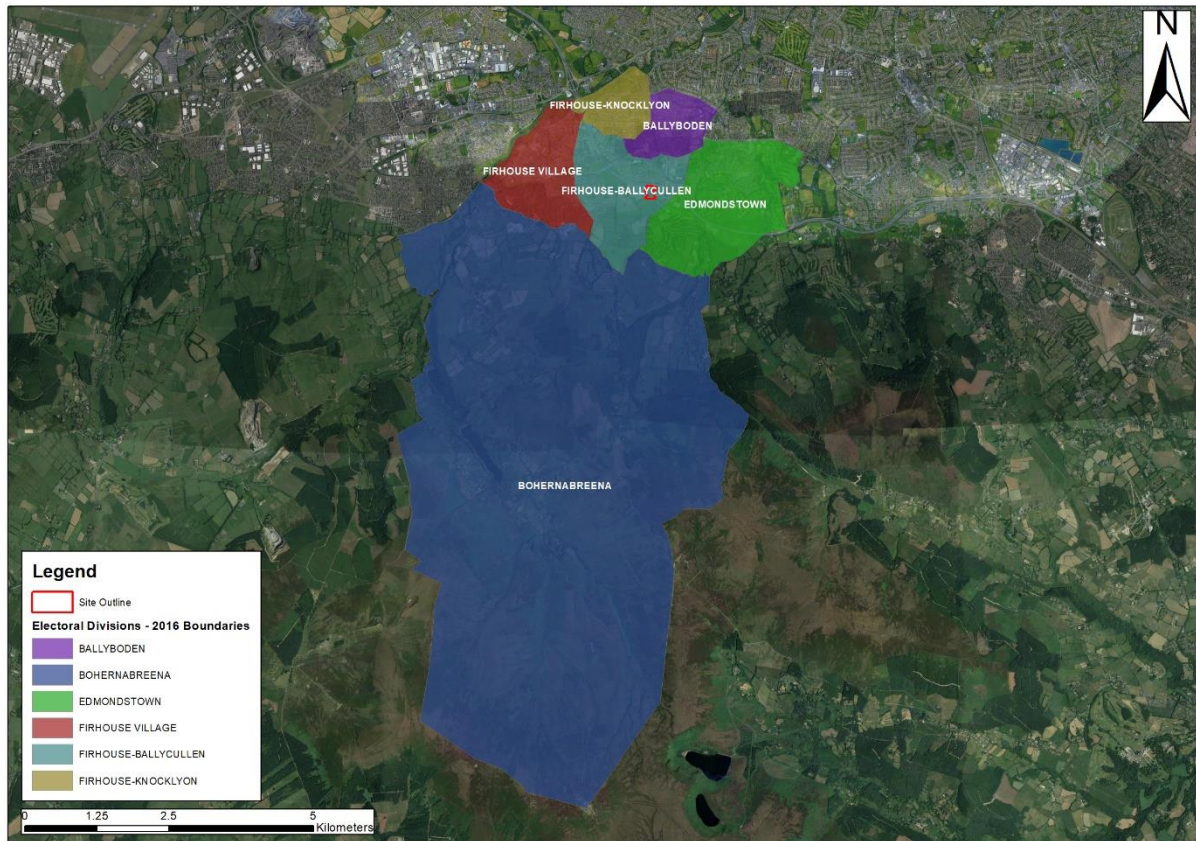 N
FIRHOUSE-KNOCKLYON
BALLYBODEN
FIRHOUSE VILLAGE
FIRHOUSE-BALLYCULLEN
EDMONDSTOWN
BOHERNABREENA
Legend
Site Outline
Electoral Divisions - 2016 Boundaries
BALLYBODEN
BOHERNABREENA
EDMONDSTOWN
FIRHOUSE VILLAGE
FIRHOUSE-BALLYCULLEN
FIRHOUSE-KNOCKLYON
0 1.25 2.5 5
Kilometers